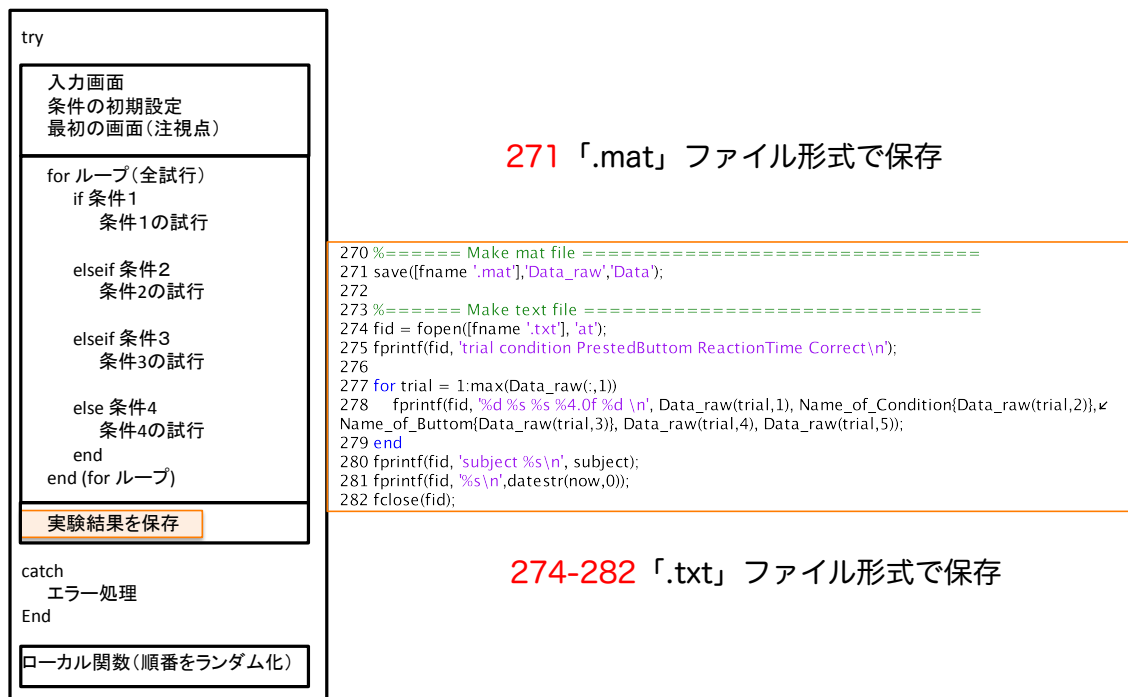 try
入力画面
条件の初期設定
最初の画面（注視点）
for ループ（全試行）
if 条件1
条件１の試行
elseif 条件２
条件2の試行
elseif 条件３
条件3の試行
else 条件4
条件4の試行
end
end (for ループ)
実験結果を保存
catch
エラー処理
End
ローカル関数（順番をランダム化）
271「.mat」ファイル形式で保存
270 %====== Make mat file ==============================
271 save([fname '.mat'],'Data_raw','Data');
272
273 %====== Make text file ==============================
274 fid = fopen([fname '.txt'], 'at');
275 fprintf(fid, 'trial condition PrestedButtom ReactionTime Correct\n');
276
277 for trial = 1:max(Data_raw(:,1))
278 fprintf(fid, '%d %s %s %4.0f %d \n', Data_raw(trial,1), Name_of_Condition{Data_raw(trial,2)},↙
Name_of_Buttom{Data_raw(trial,3)}, Data_raw(trial,4), Data_raw(trial,5));
279 end
280 fprintf(fid, 'subject %s\n', subject);
281 fprintf(fid, '%s\n',datestr(now,0));
282 fclose(fid);
274-282「.txt」ファイル形式で保存